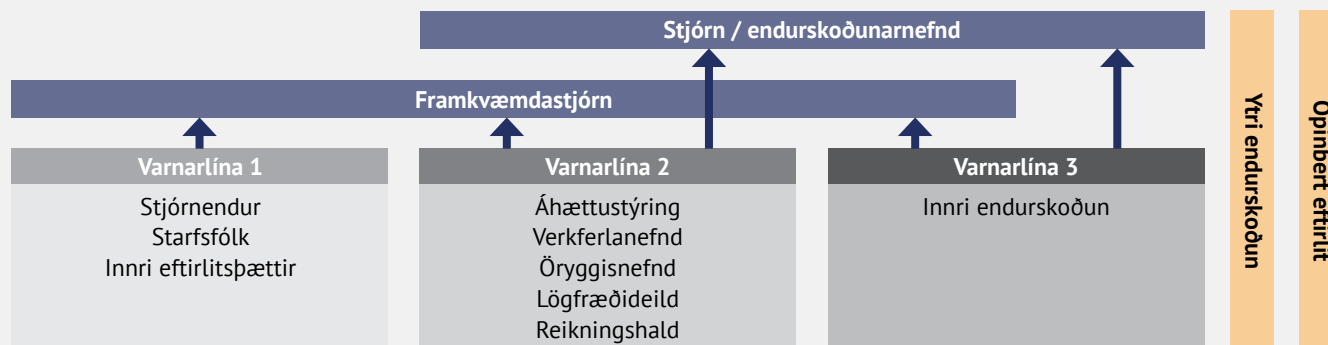 Stjórn / endurskoðunarnefnd
Framkvæmdastjórn
Varnarlína 1
Stjórnendur
Starfsfólk
Innri eftirlitsþættir
Varnarlína 2
Áhættustýring
Verkferlanefnd
Öryggisnefnd
Lögfræðideild
Reikningshald
Varnarlína 3
Innri endurskoðun
Ytri endurskoðun
Opinbert eftirlit